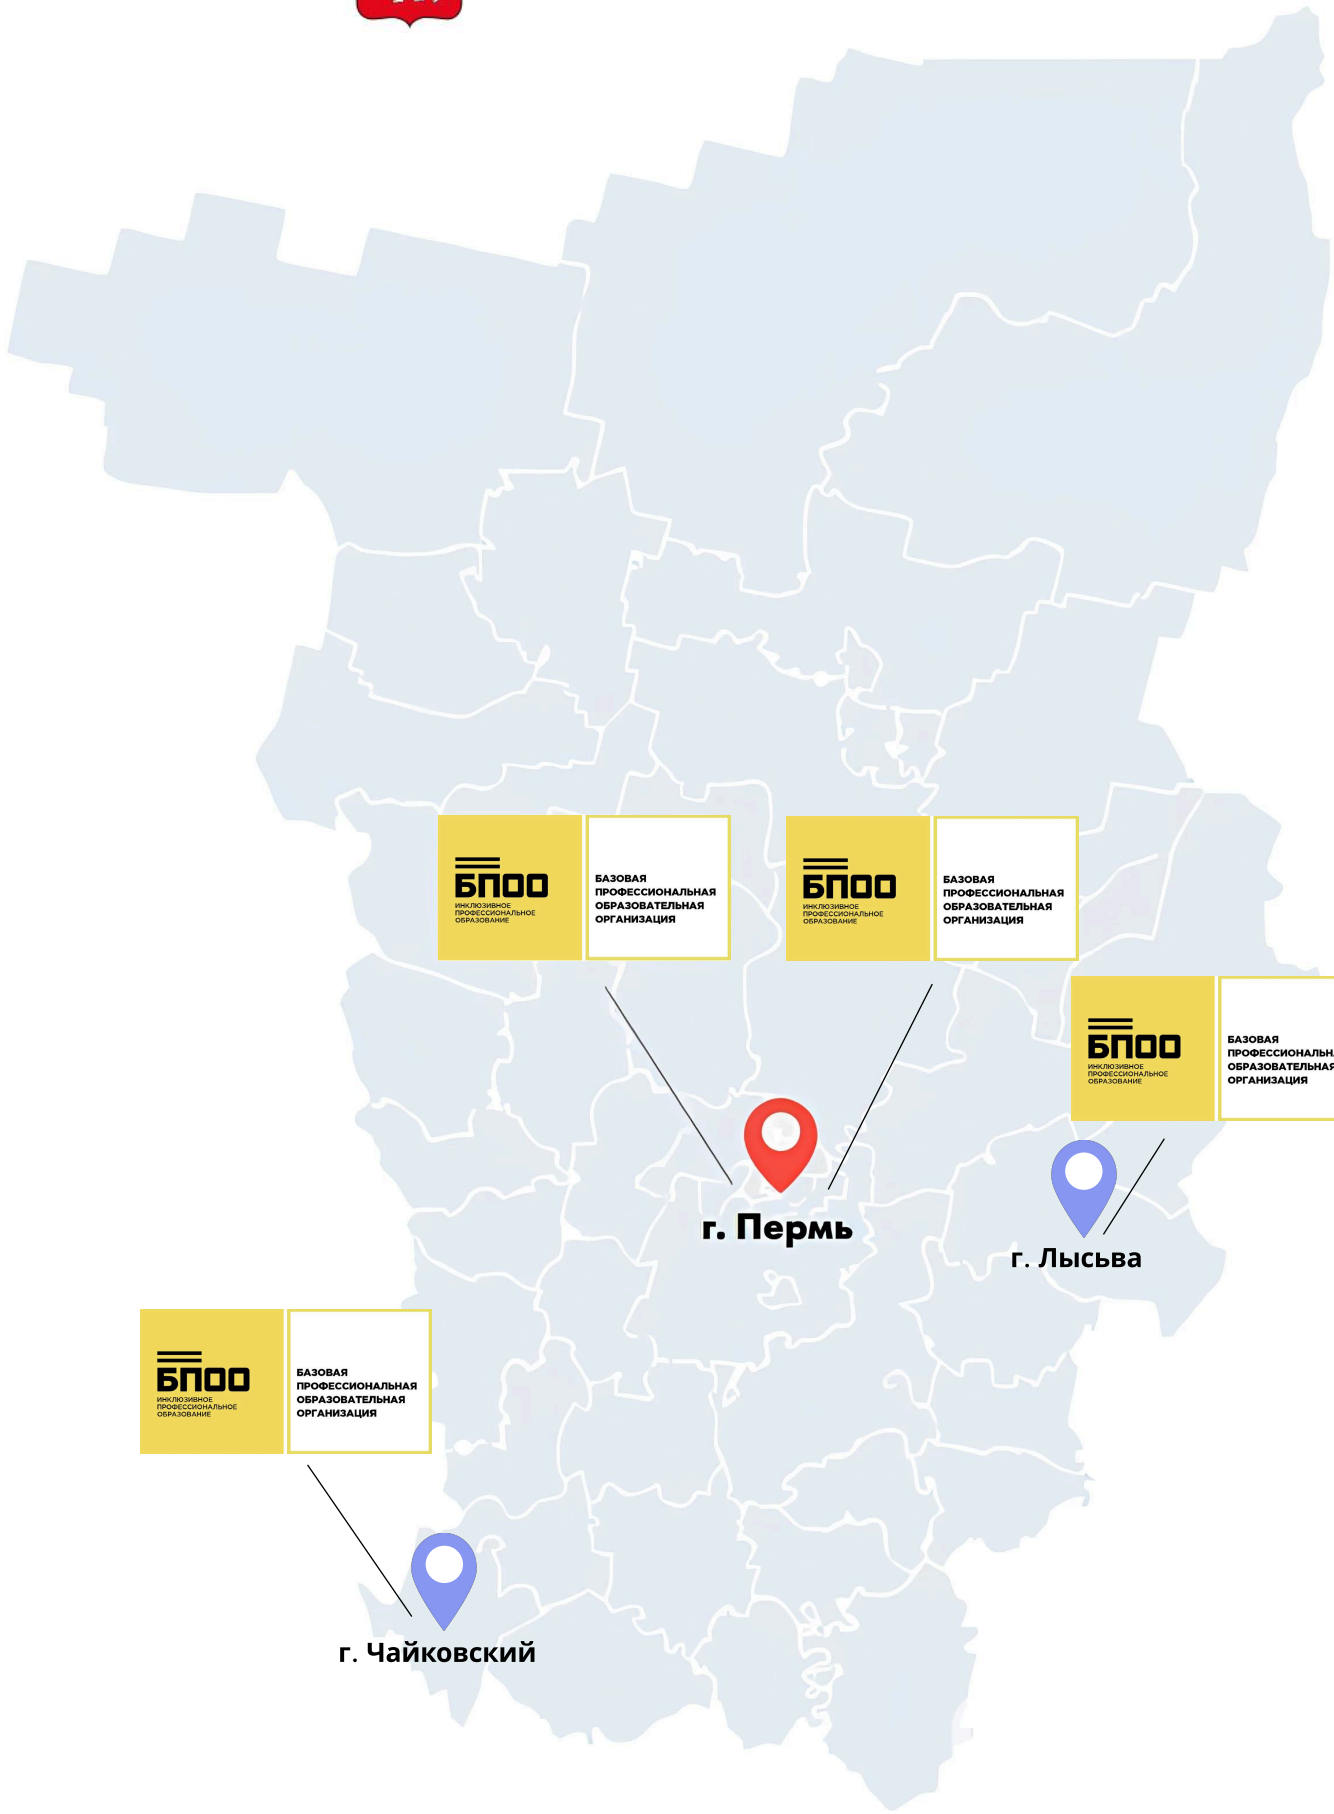 БПОО
ИНКЛЮЗИВНОЕ
ПРОФЕССИОНАЛЬНОЕ
ОБРАЗОВАНИЕ
БАЗОВАЯ
ПРОФЕССИОНАЛЬНАЯ
ОБРАЗОВАТЕЛЬНАЯ
ОРГАНИЗАЦИЯ
БПОО
ИНКЛЮЗИВНОЕ
ПРОФЕССИОНАЛЬНОЕ
ОБРАЗОВАНИЕ
БАЗОВАЯ
ПРОФЕССИОНАЛЬНАЯ
ОБРАЗОВАТЕЛЬНАЯ
ОРГАНИЗАЦИЯ
БПОО
ИНКЛЮЗИВНОЕ
ПРОФЕССИОНАЛЬНОЕ
ОБРАЗОВАНИЕ
БАЗОВАЯ
ОБРАЗОВАТЕЛЬНАЯ
ОРГАНИЗАЦИЯ
г. Пермь
г. Лысьва
БПОО
ИНКЛЮЗИВНОЕ
ПРОФЕССИОНАЛЬНОЕ
ОБРАЗОВАНИЕ
БАЗОВАЯ
ПРОФЕССИОНАЛЬНАЯ
ОБРАЗОВАТЕЛЬНАЯ
ОРГАНИЗАЦИЯ
г. Чайковский